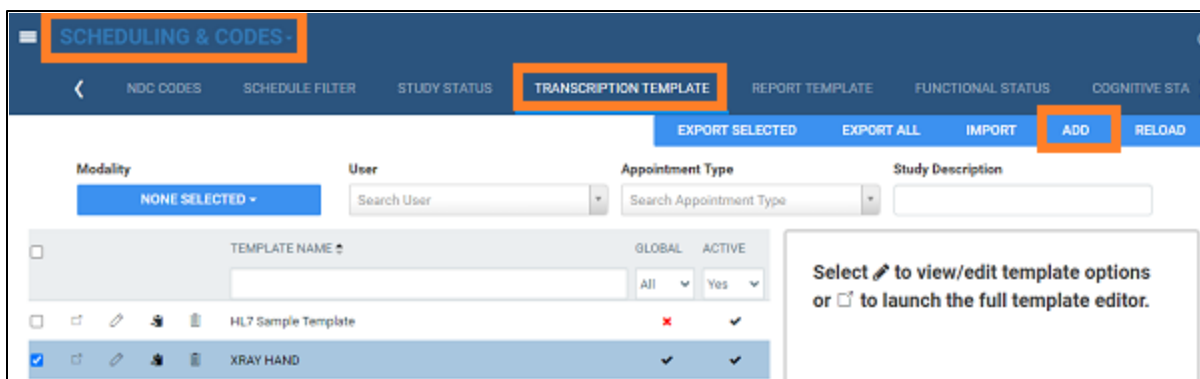 SCHEDULING & CODES
NDC CODES SCHEDULE FILTER STUDY STATUS TRANSCRIPTION TEMPLATE REPORT TEMPLATE FUNCTIONAL STATUS COGNITIVE STA
EXPORT SELECTED EXPORT ALL IMPORT ADD RELOAD
Modality User Appointment Type Study Description
NONE SELECTED Search User Search Appointment Type
TEMPLATE NAME GLOBAL ACTIVE
All Yes
Select to view/edit template options
or to launch the full template editor.
HL7 Sample Template
XRAY HAND